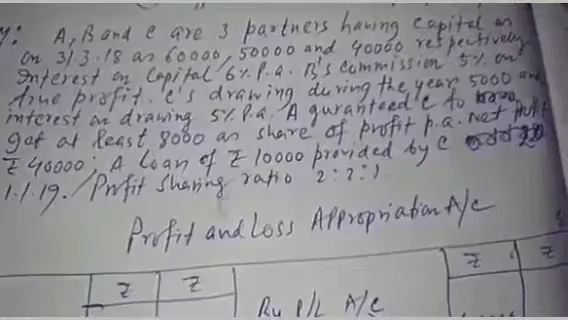 A, B and C are 3 partners having capital as
on 31.3.18 as 60000, 50000 and 40000 respectively
Interest on Capital 6% P.a. B's Commission 5% on
true profit. C's drawing during the year 5000 and
interest on drawing 5% P.a. A guranteed C to
get at least 8000 as share of profit p.a. Net profit
₹ 40000; A loan of ₹ 10000 provided by C
1.1.19. Profit sharing ratio 2:2:1
Profit and Loss Appropriation A/c
₹ ₹ ₹ ₹
By P/L A/c